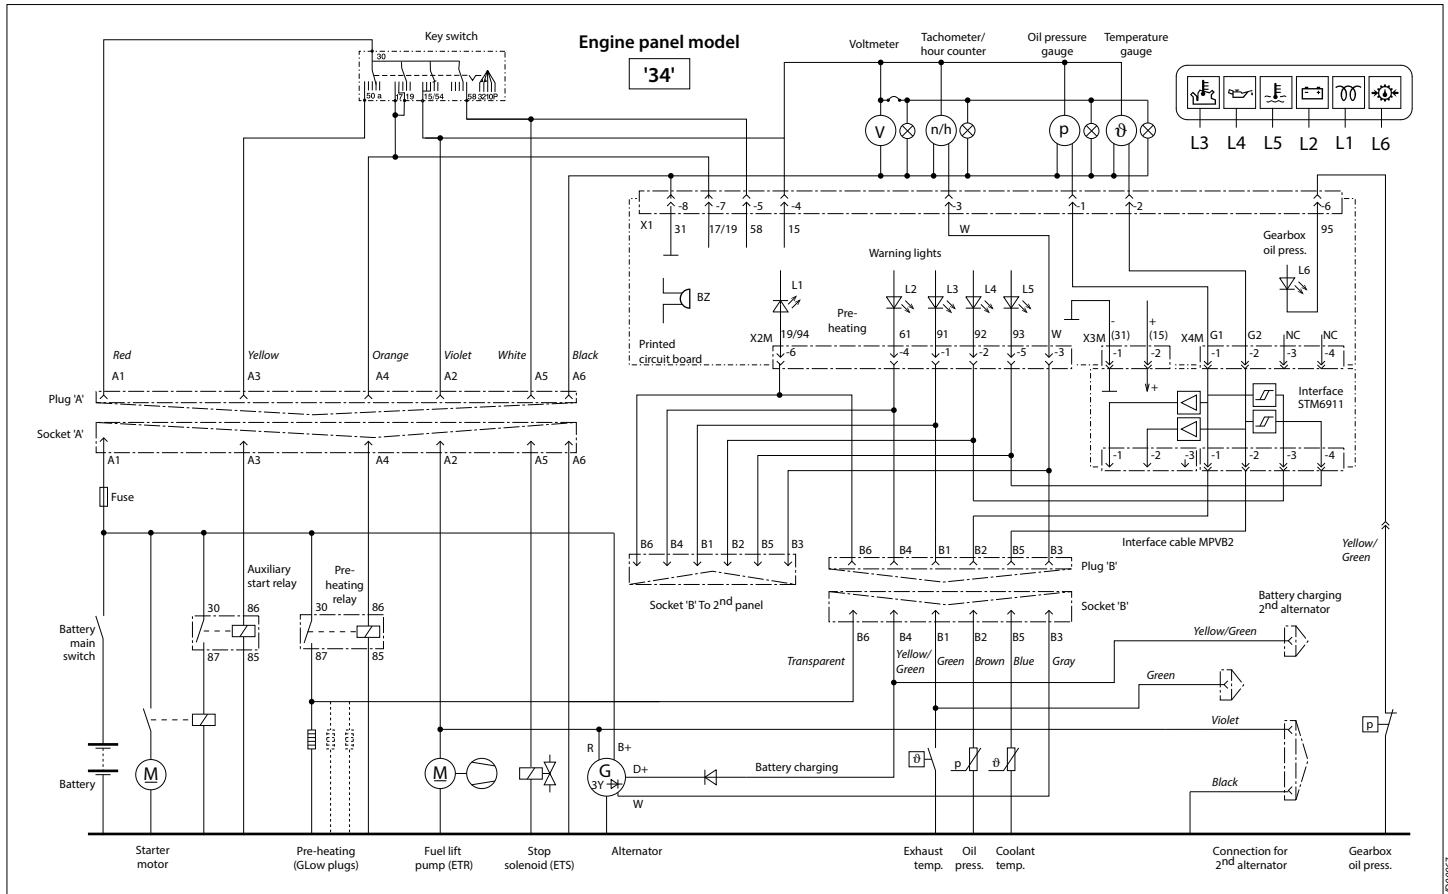 Key switch
Engine panel model
'34'
Voltmeter
Tachometer/
hour counter
Oil pressure
gauge
Temperature
gauge
30
50 a
17 19
15/54
58
3210P
V
n/h
p
ϑ
L3 L4 L5 L2 L1 L6
-8 -7 -5 -4 -3 -1 -2 -6
X1
31
17/19
58
15
W
95
Gearbox
oil press.
Warning lights
L6
BZ
L1
L2
L3
L4
L5
Pre-
heating
Printed
circuit board
X2M
19/94
61
91
92
93
W
X3M
-
(31)
+
(15)
X4M
G1
G2
NC
NC
-6 -4 -1 -2 -5 -3
-1 -2
-1 -2 -3 -4
+
Interface
STM6911
-1 -2 -3 -1 -2 -3 -4
Red
Yellow
Orange
Violet
White
Black
A1 A3 A4 A2 A5 A6
Plug 'A'
Socket 'A'
A1 A3 A4 A2 A5 A6
Fuse
B6 B4 B1 B2 B5 B3
Socket 'B' To 2nd panel
B6 B4 B1 B2 B5 B3
Interface cable MPVB2
Plug 'B'
Socket 'B'
B6 B4 B1 B2 B5 B3
Transparent
Yellow/
Green
Green
Brown
Blue
Gray
Yellow/
Green
Auxiliary
start relay
Pre-
heating
relay
30 86
87 85
30 86
87 85
Battery
main
switch
Battery charging
2nd alternator
Yellow/Green
Green
Violet
Black
Battery
M
M
R
B+
G
3Y
D+
W
Battery charging
ϑ
p
ϑ
p
Starter
motor
Pre-heating
(GLow plugs)
Fuel lift
pump (ETR)
Stop
solenoid (ETS)
Alternator
Exhaust
temp.
Oil
press.
Coolant
temp.
Connection for
2nd alternator
Gearbox
oil press.